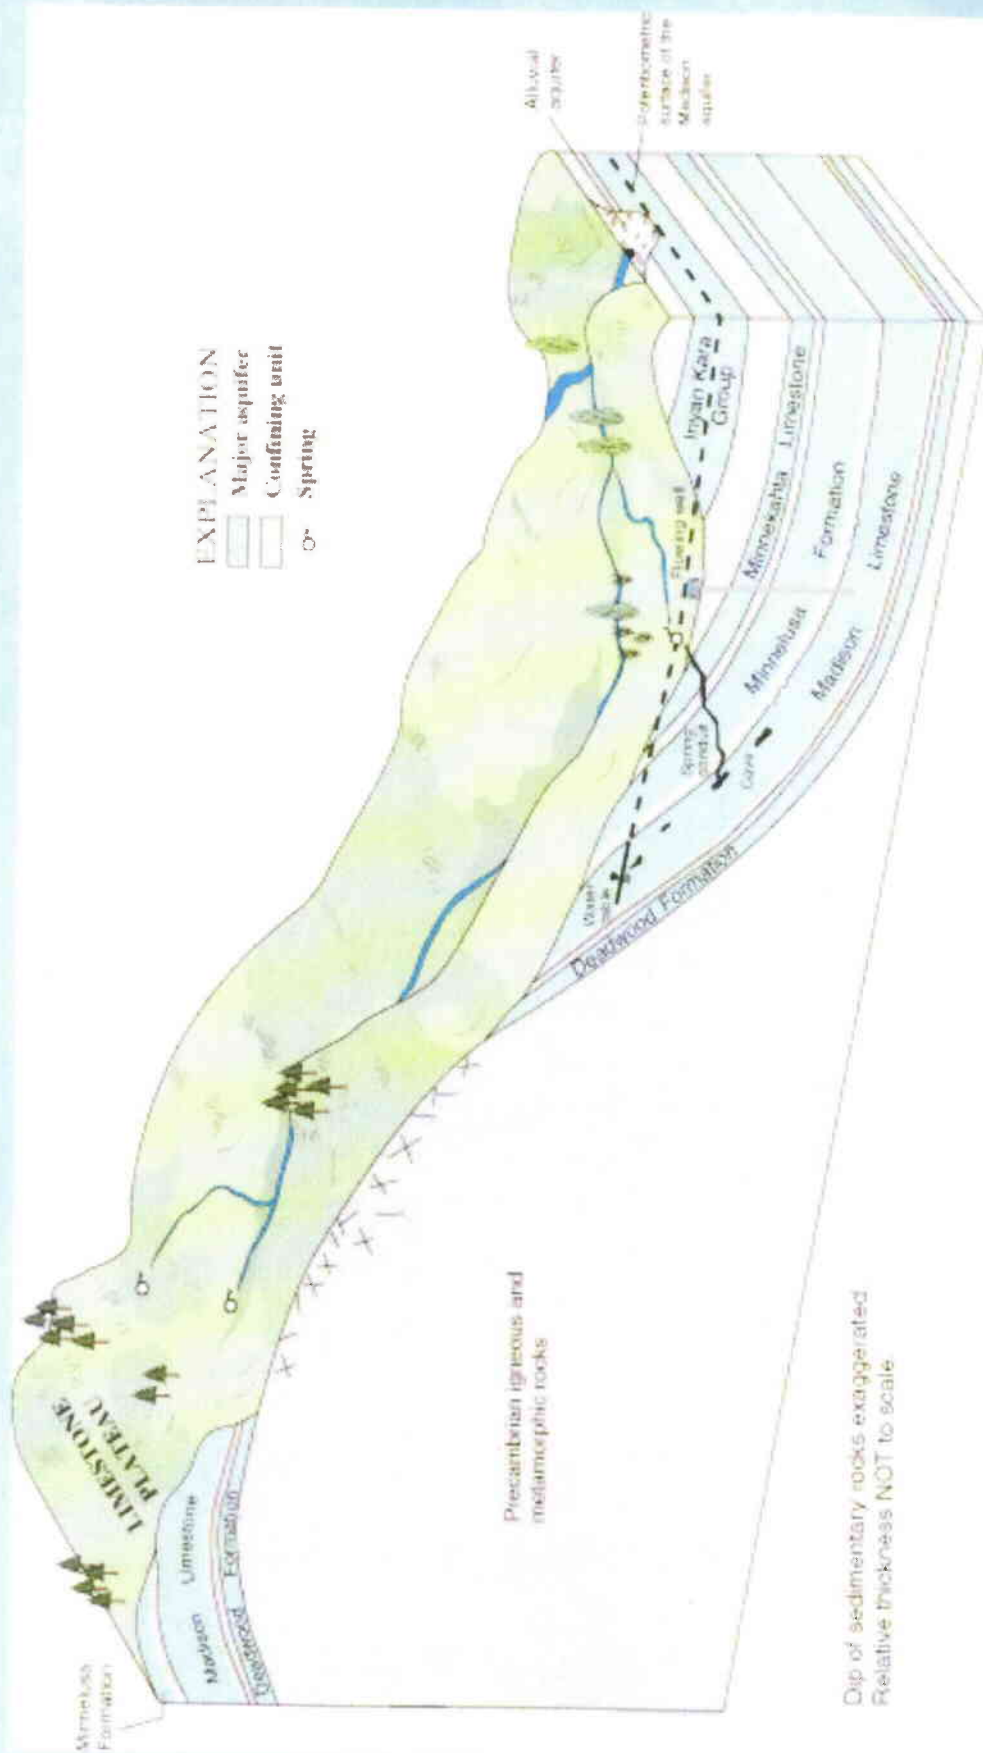 Minnelusa
Formation
LIMESTONE
PLATEAU
Madison Limestone
Deadwood Formation
Precambrian igneous and
metamorphic rocks
Dip of sedimentary rocks exaggerated
Relative thickness NOT to scale
EXPLANATION
Major aquifer
Confining unit
Spring
Deadwood Formation
Water
table
Cave
Spring
conduit
Flowing well
Madison Limestone
Minnelusa Formation
Minnekahta Limestone
Inyan Kara
Group
Alluvial
aquifer
Potentiometric
surface of the
Madison
aquifer